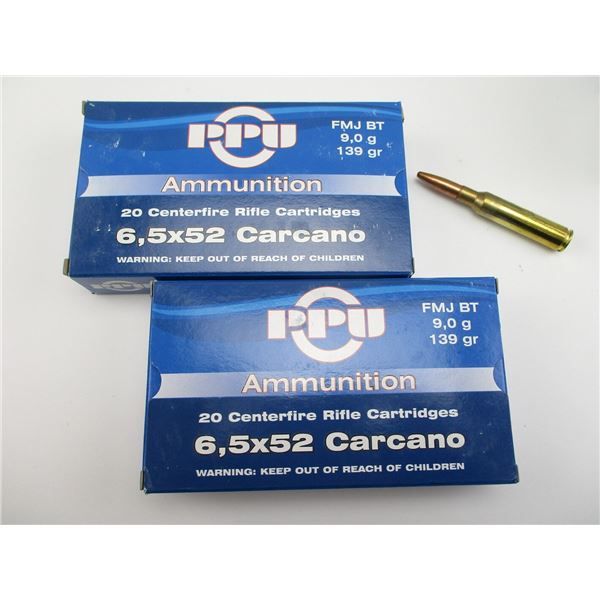 PPU
FMJ BT
9,0 g
139 gr
Ammunition
20 Centerfire Rifle Cartridges
6,5x52 Carcano
WARNING: KEEP OUT OF REACH OF CHILDREN
PPU
PPU
FMJ BT
9,0 g
139 gr
Ammunition
20 Centerfire Rifle Cartridges
6,5x52 Carcano
WARNING: KEEP OUT OF REACH OF CHILDREN